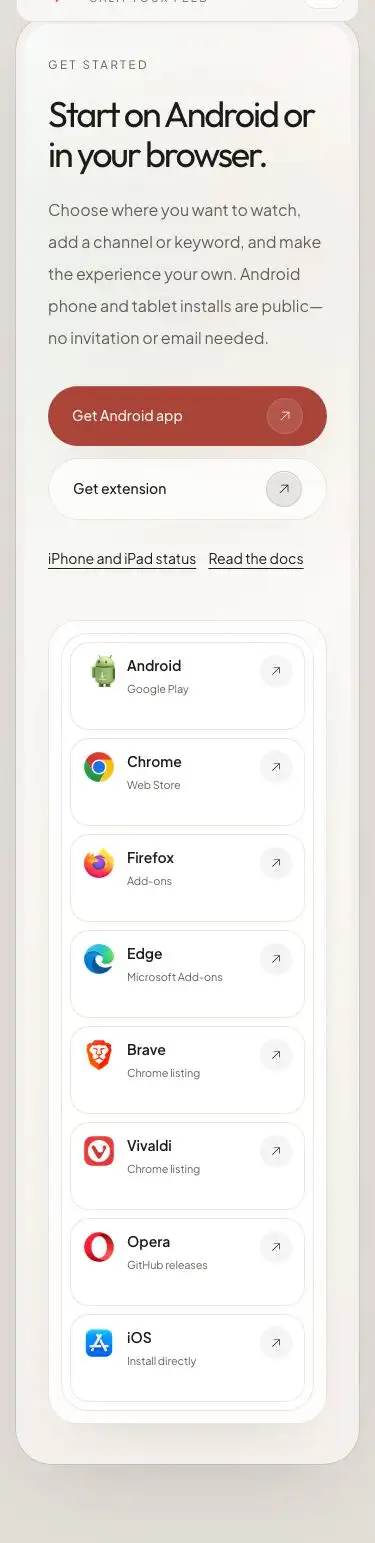 GET STARTED
Start on Android or
in your browser.
Choose where you want to watch,
add a channel or keyword, and make
the experience your own. Android
phone and tablet installs are public—
no invitation or email needed.
Get Android app
Get extension
iPhone and iPad status Read the docs
Android
Google Play
Chrome
Web Store
Firefox
Add-ons
Edge
Microsoft Add-ons
Brave
Chrome listing
Vivaldi
Chrome listing
Opera
GitHub releases
iOS
Install directly